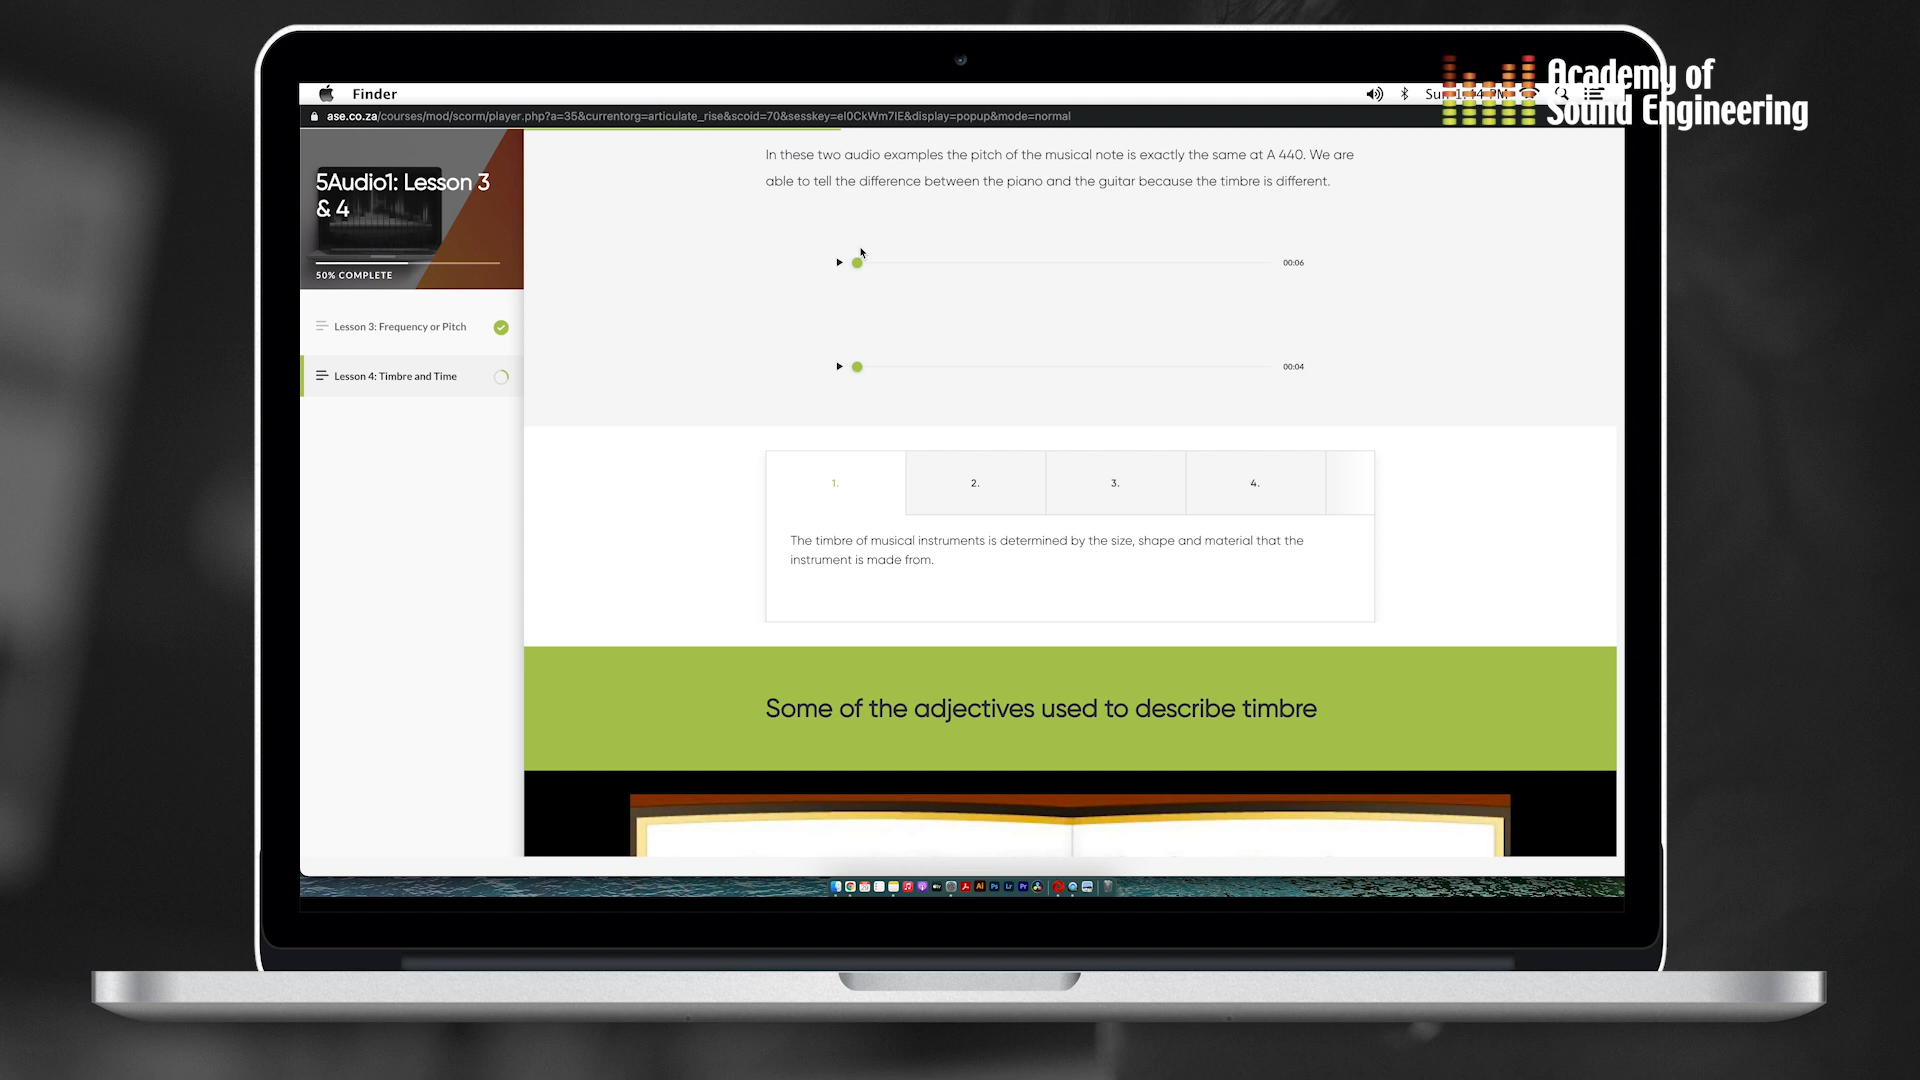 Academy of
Sound Engineering
Finder
ase.co.za/courses/mod/scorm/player.php?a=35&currentorg=articulate_rise&scoid=70&sesskey=eI0CkWm7IE&display=popup&mode=normal
5Audio1: Lesson 3
& 4
50% COMPLETE
Lesson 3: Frequency or Pitch
Lesson 4: Timbre and Time
In these two audio examples the pitch of the musical note is exactly the same at A 440. We are
able to tell the difference between the piano and the guitar because the timbre is different.
00:06
00:04
1.
2.
3.
4.
The timbre of musical instruments is determined by the size, shape and material that the
instrument is made from.
Some of the adjectives used to describe timbre
Ai
Ps
Lr
Pr